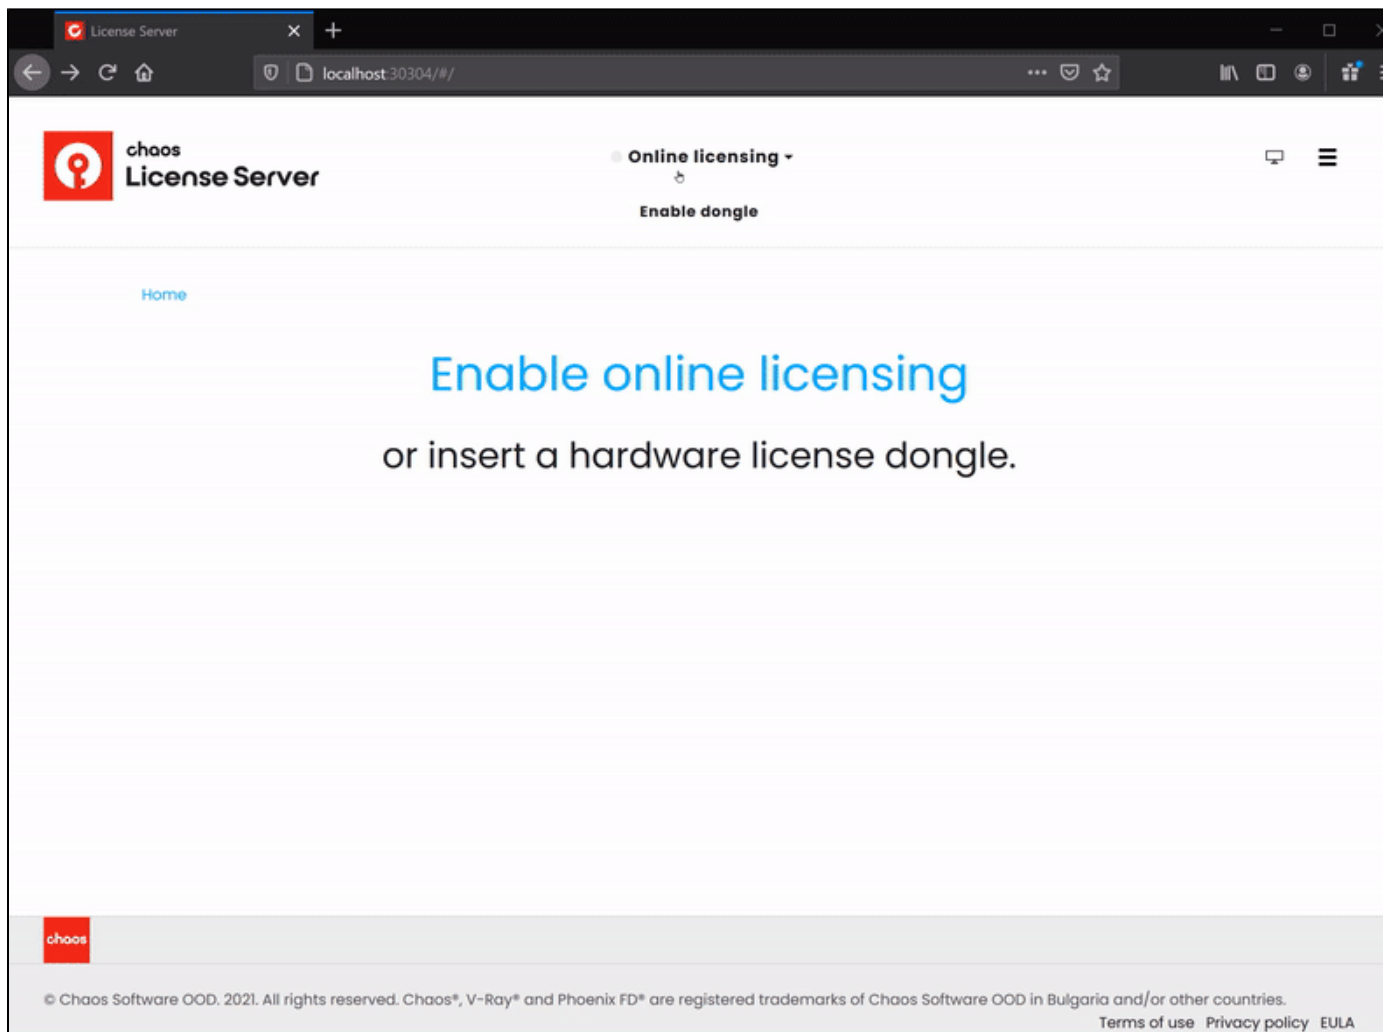 License Server
localhost:30304/#/
chaos
License Server
Online licensing
Enable dongle
Home
Enable online licensing
or insert a hardware license dongle.
chaos
© Chaos Software OOD. 2021. All rights reserved. Chaos®, V-Ray® and Phoenix FD® are registered trademarks of Chaos Software OOD in Bulgaria and/or other countries.
Terms of use Privacy policy EULA